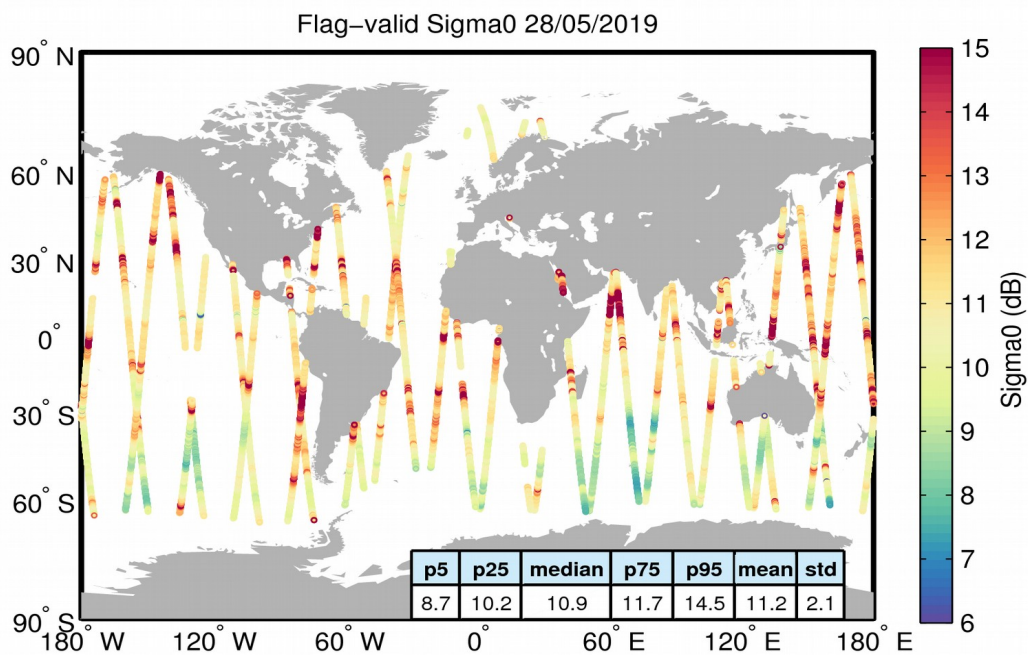 Flag−valid Sigma0 28/05/2019
90° N
60° N
30° N
0°
30° S
60° S
90° S
180° W
120° W
60° W
0°
60° E
120° E
180° E
p5 p25 median p75 p95 mean std
8.7 10.2 10.9 11.7 14.5 11.2 2.1
15
14
13
12
11
10
9
8
7
6
Sigma0 (dB)